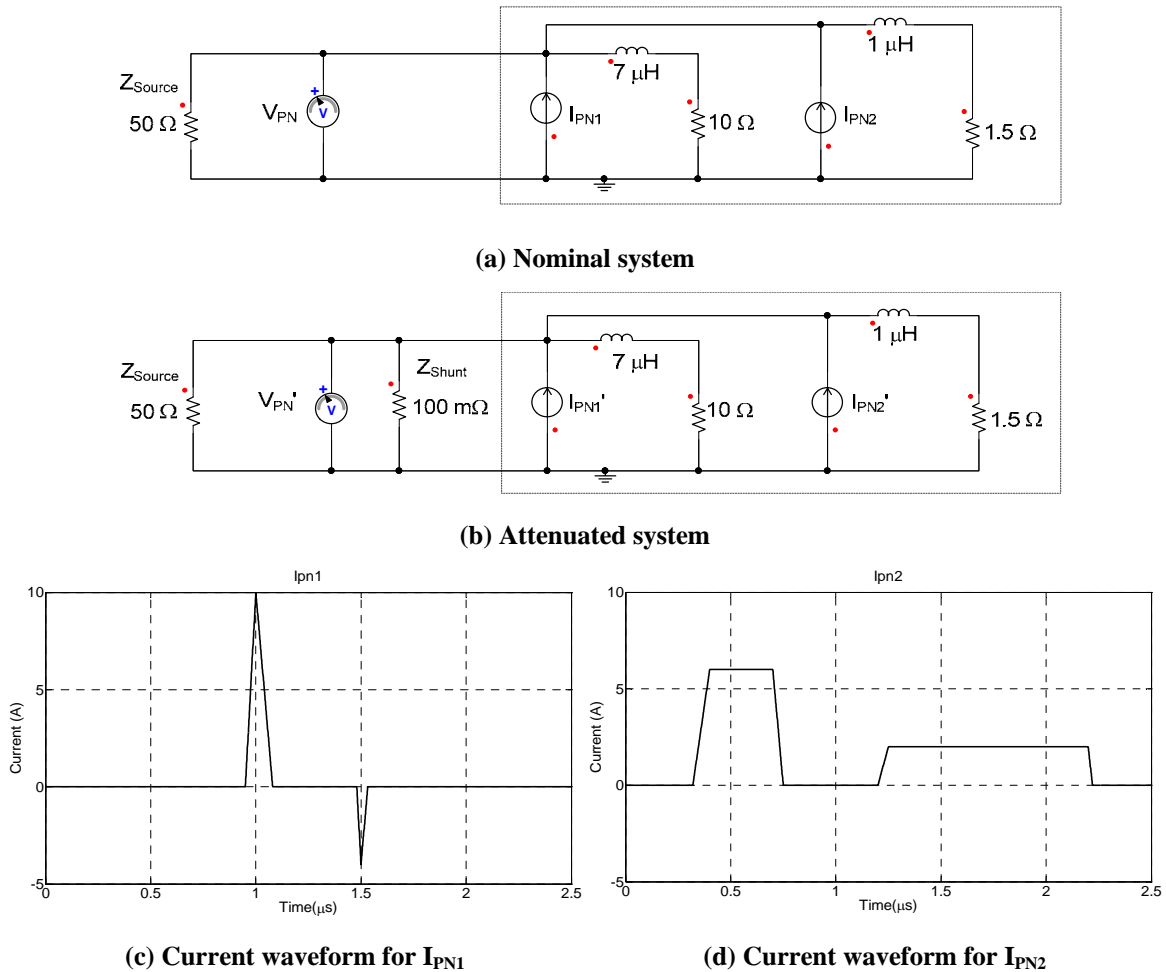 Z_Source
50 Ω
+
V_PN
V
I_PN1
7 μH
10 Ω
I_PN2
1 μH
1.5 Ω
(a) Nominal system
Z_Source
50 Ω
+
V_PN'
V
Z_Shunt
100 mΩ
I_PN1'
7 μH
10 Ω
I_PN2'
1 μH
1.5 Ω
(b) Attenuated system
Ipn1
Current (A)
10
5
0
-5
0 0.5 1 1.5 2 2.5
Time(μs)
(c) Current waveform for I_PN1
Ipn2
Current (A)
10
5
0
-5
0 0.5 1 1.5 2 2.5
Time(μs)
(d) Current waveform for I_PN2